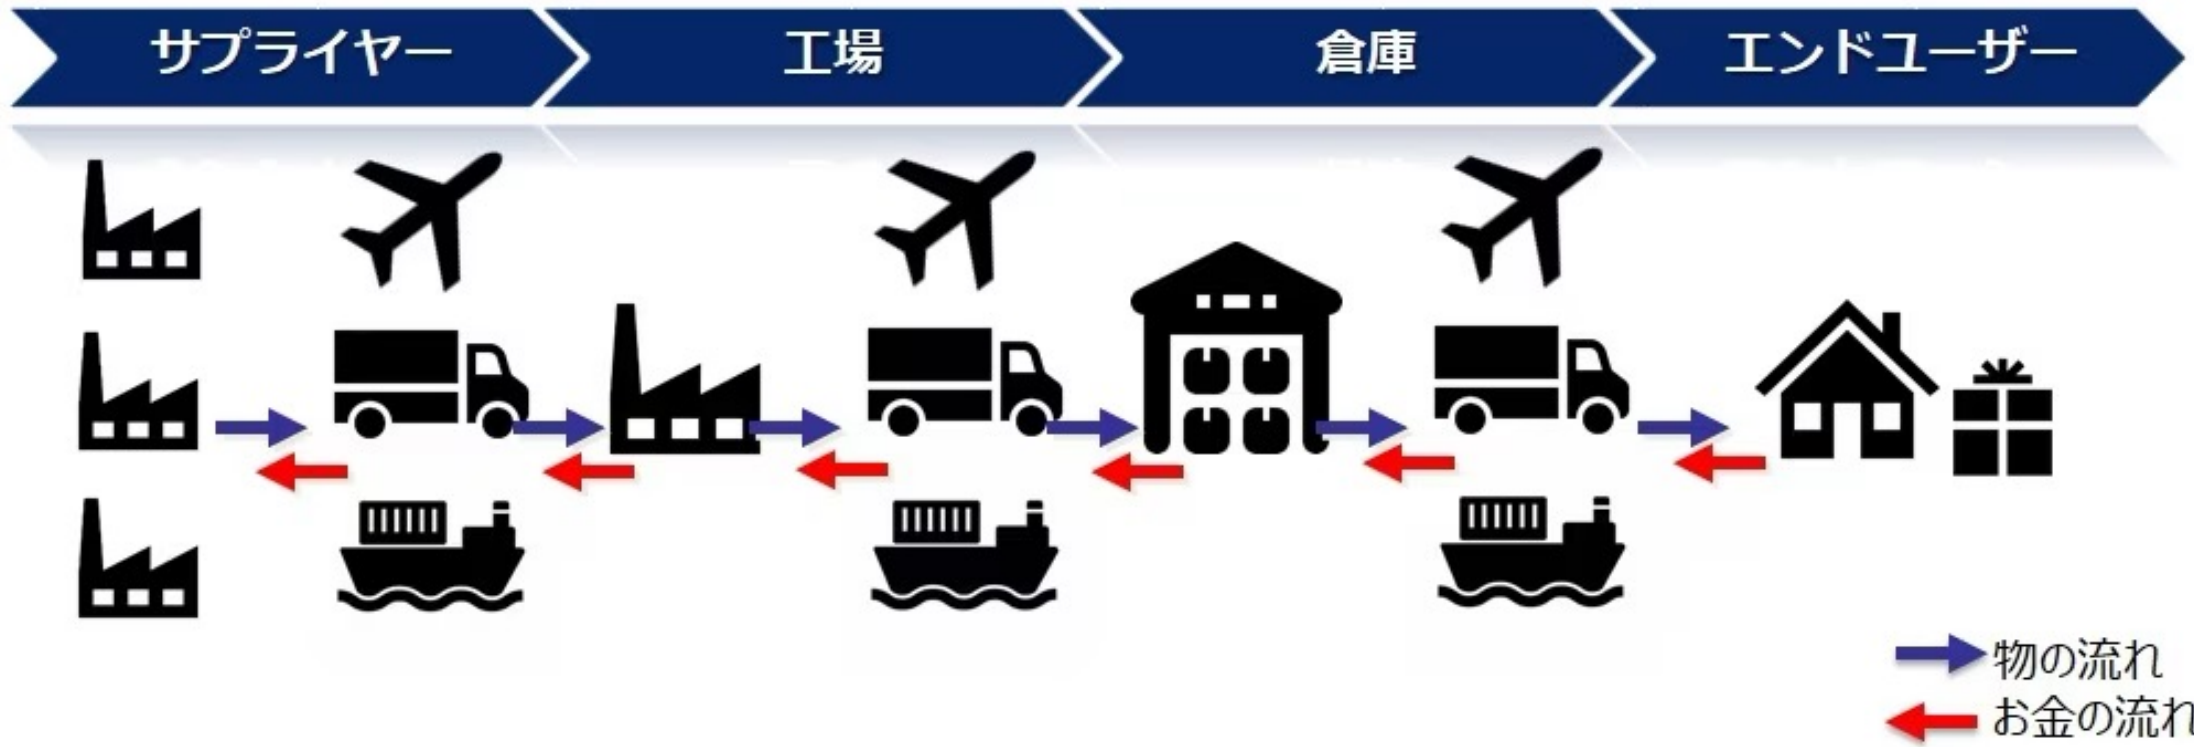 サプライヤー
工場
倉庫
エンドユーザー
物の流れ
お金の流れ